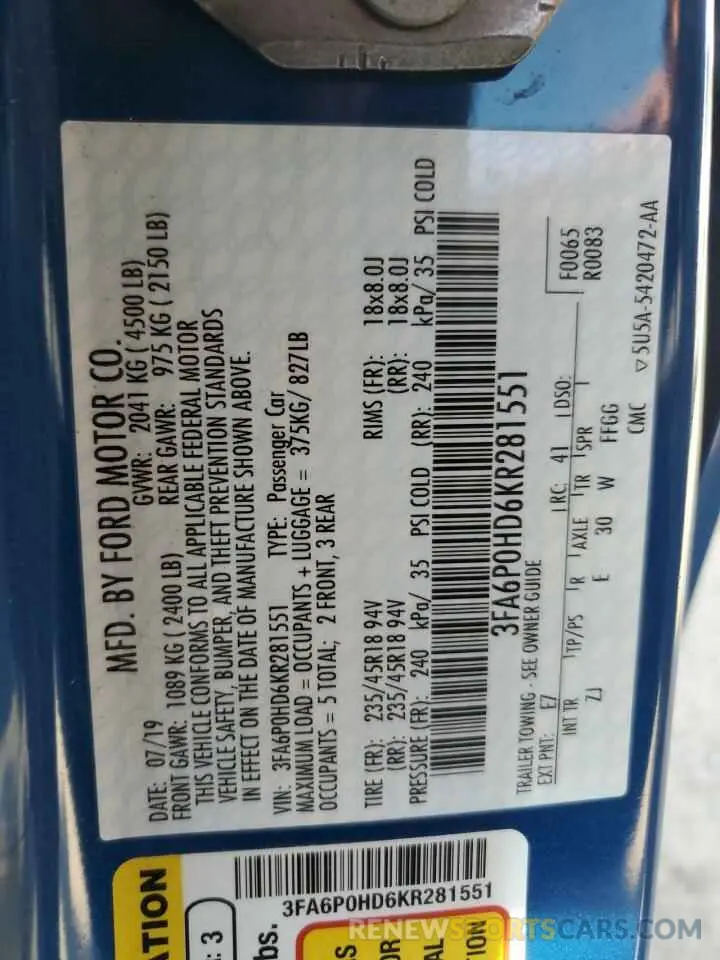 MFD. BY FORD MOTOR CO.
DATE: 07/19 GVWR: 2041 KG ( 4500 LB)
FRONT GAWR: 1089 KG ( 2400 LB) REAR GAWR: 975 KG ( 2150 LB)
THIS VEHICLE CONFORMS TO ALL APPLICABLE FEDERAL MOTOR
VEHICLE SAFETY, BUMPER, AND THEFT PREVENTION STANDARDS
IN EFFECT ON THE DATE OF MANUFACTURE SHOWN ABOVE.
VIN: 3FA6P0HD6KR281551 TYPE: Passenger Car
MAXIMUM LOAD = OCCUPANTS + LUGGAGE = 375KG/ 827LB
OCCUPANTS = 5 TOTAL; 2 FRONT, 3 REAR
TIRE (FR): 235/45R18 94V RIMS (FR): 18x8.0J
(RR): 235/45R18 94V (RR): 18x8.0J
PRESSURE (FR): 240 kPa/ 35 PSI COLD (RR): 240 kPa/ 35 PSI COLD
3FA6P0HD6KR281551
TRAILER TOWING - SEE OWNER GUIDE
EXT PNT: EZ RC: 41 LDSO: F0065
INT TR TP/PS R AXLE TR SPR R0083
ZJ E 30 W FFGG
CMC 5U5A-5420472-AA
3FA6P0HD6KR281551
RENEWSPORTSCARS.COM